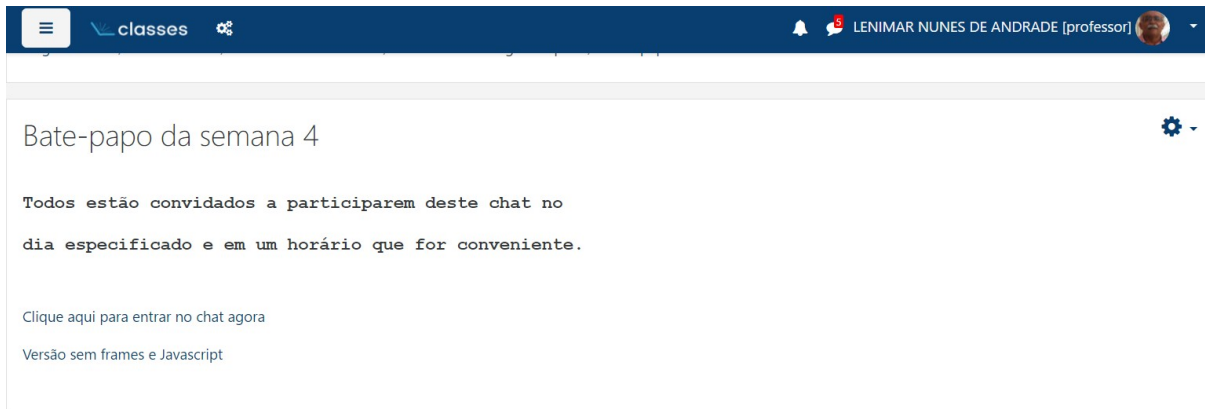 classes
5
LENIMAR NUNES DE ANDRADE [professor]
Bate-papo da semana 4
Todos estão convidados a participarem deste chat no
dia especificado e em um horário que for conveniente.
Clique aqui para entrar no chat agora
Versão sem frames e Javascript